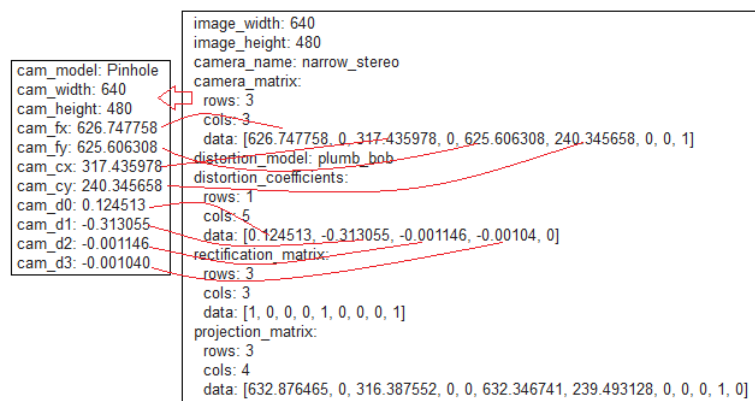 cam_model: Pinhole
cam_width: 640
cam_height: 480
cam_fx: 626.747758
cam_fy: 625.606308
cam_cx: 317.435978
cam_cy: 240.345658
cam_d0: 0.124513
cam_d1: -0.313055
cam_d2: -0.001146
cam_d3: -0.001040
image_width: 640
image_height: 480
camera_name: narrow_stereo
camera_matrix:
rows: 3
cols: 3
data: [626.747758, 0, 317.435978, 0, 625.606308, 240.345658, 0, 0, 1]
distortion_model: plumb_bob
distortion_coefficients:
rows: 1
cols: 5
data: [0.124513, -0.313055, -0.001146, -0.00104, 0]
rectification_matrix:
rows: 3
cols: 3
data: [1, 0, 0, 0, 1, 0, 0, 0, 1]
projection_matrix:
rows: 3
cols: 4
data: [632.876465, 0, 316.387552, 0, 0, 632.346741, 239.493128, 0, 0, 0, 1, 0]